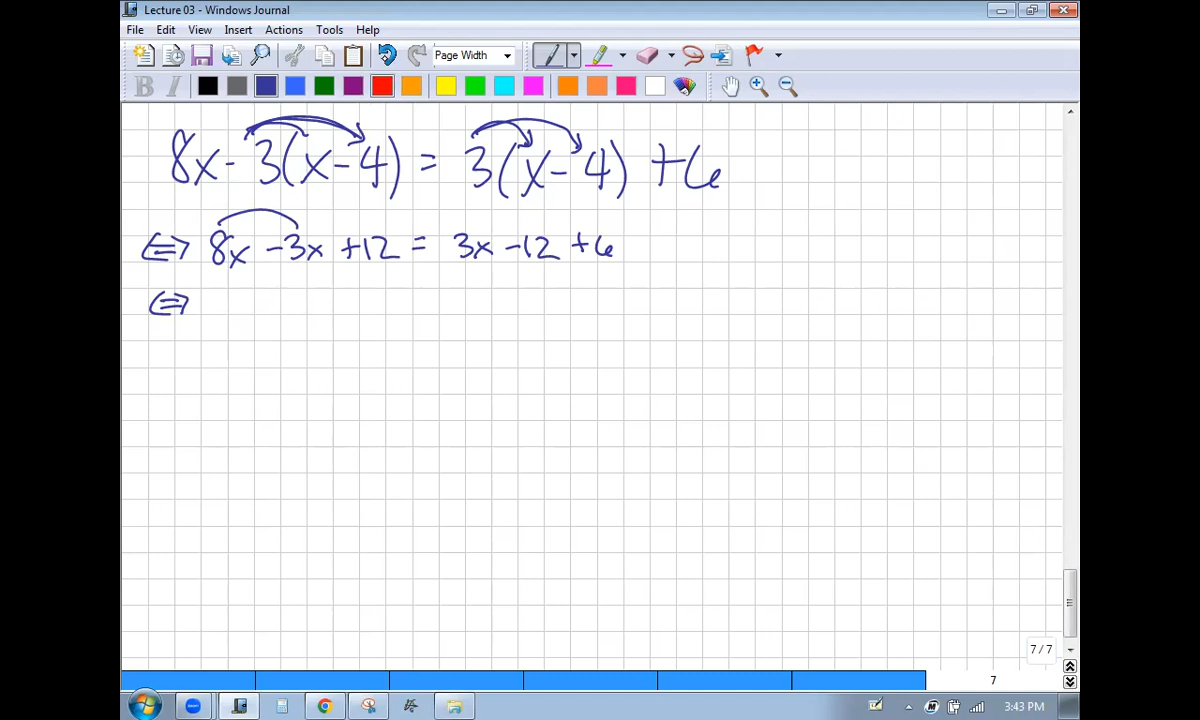 Lecture 03 - Windows Journal
File Edit View Insert Actions Tools Help
Page Width
B I
8x - 3(x - 4) = 3(x - 4) + 6
⇔ 8x - 3x + 12 = 3x - 12 + 6
⇔
7 / 7
7
3:43 PM